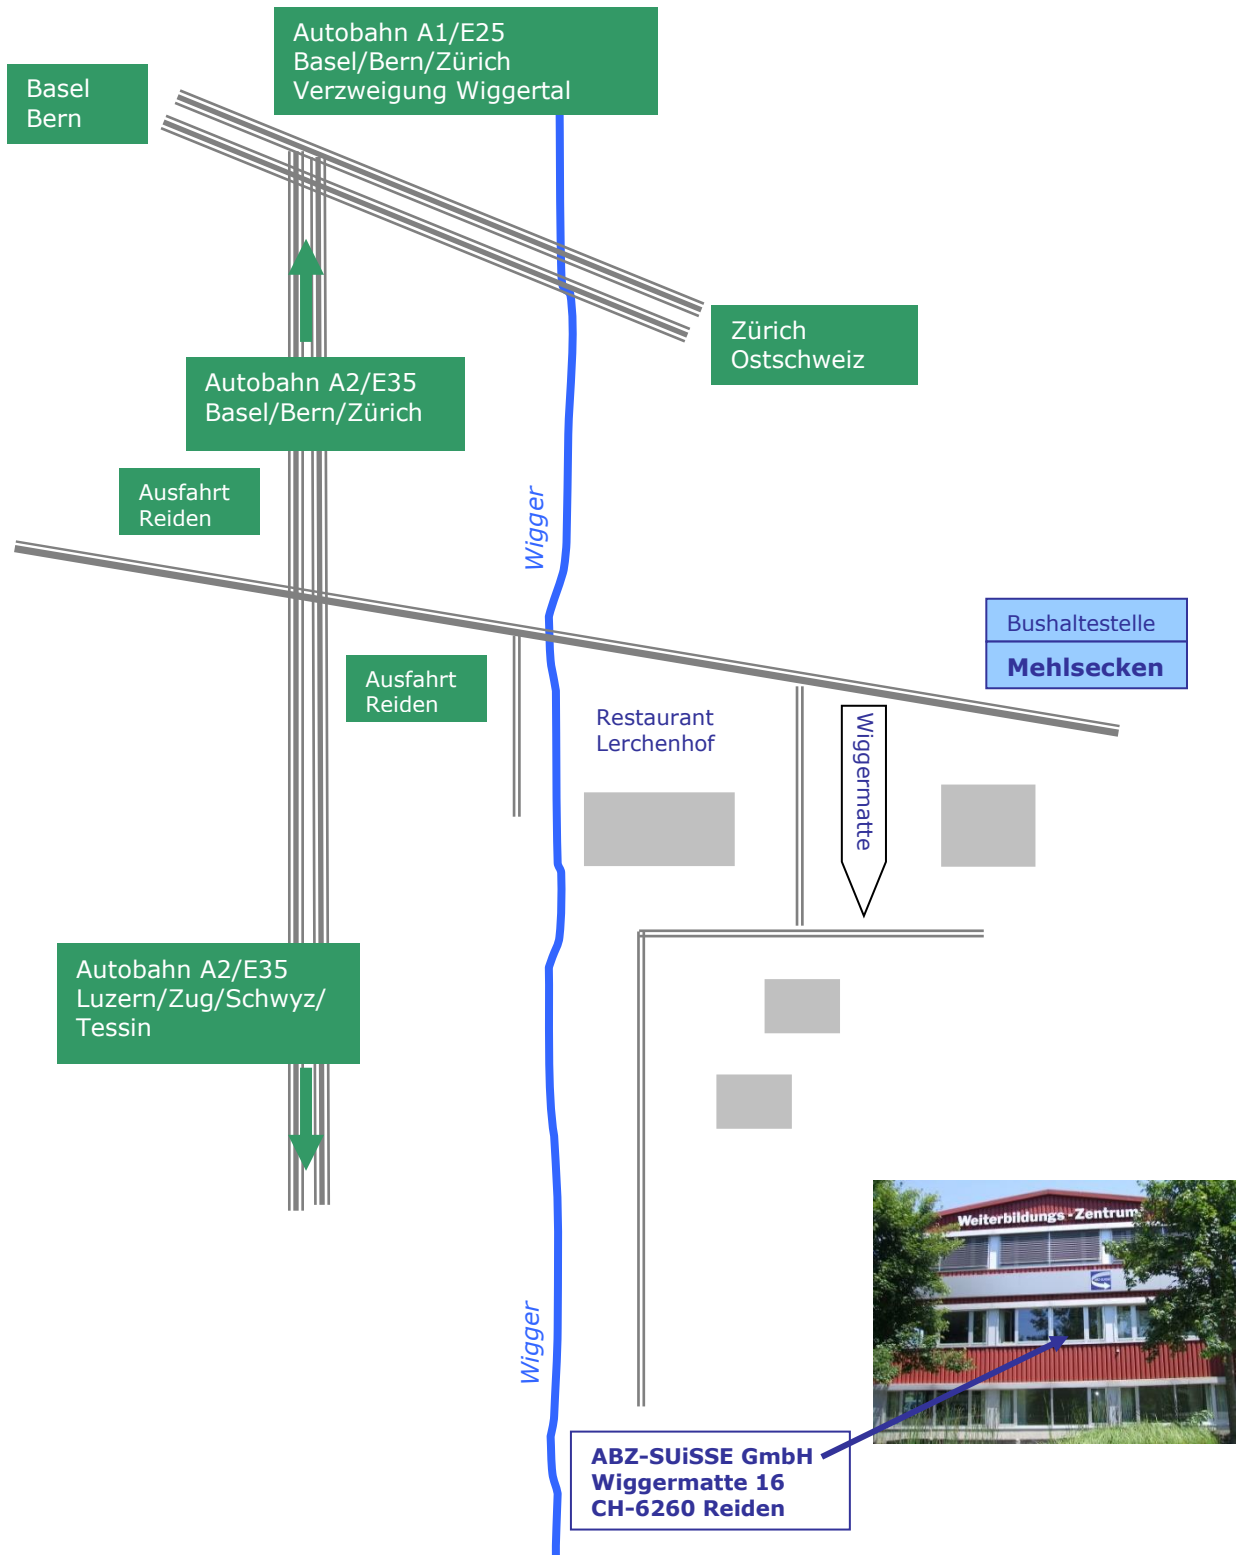 Autobahn A1/E25
Basel/Bern/Zürich
Verzweigung Wiggertal
Basel
Bern
Zürich
Ostschweiz
Autobahn A2/E35
Basel/Bern/Zürich
Ausfahrt
Reiden
Wigger
Bushaltestelle
Mehlsecken
Ausfahrt
Reiden
Restaurant
Lerchenhof
Wiggermatte
Autobahn A2/E35
Luzern/Zug/Schwyz/
Tessin
Weiterbildungs-Zentrum
Wigger
ABZ-SUiSSE GmbH
Wiggermatte 16
CH-6260 Reiden